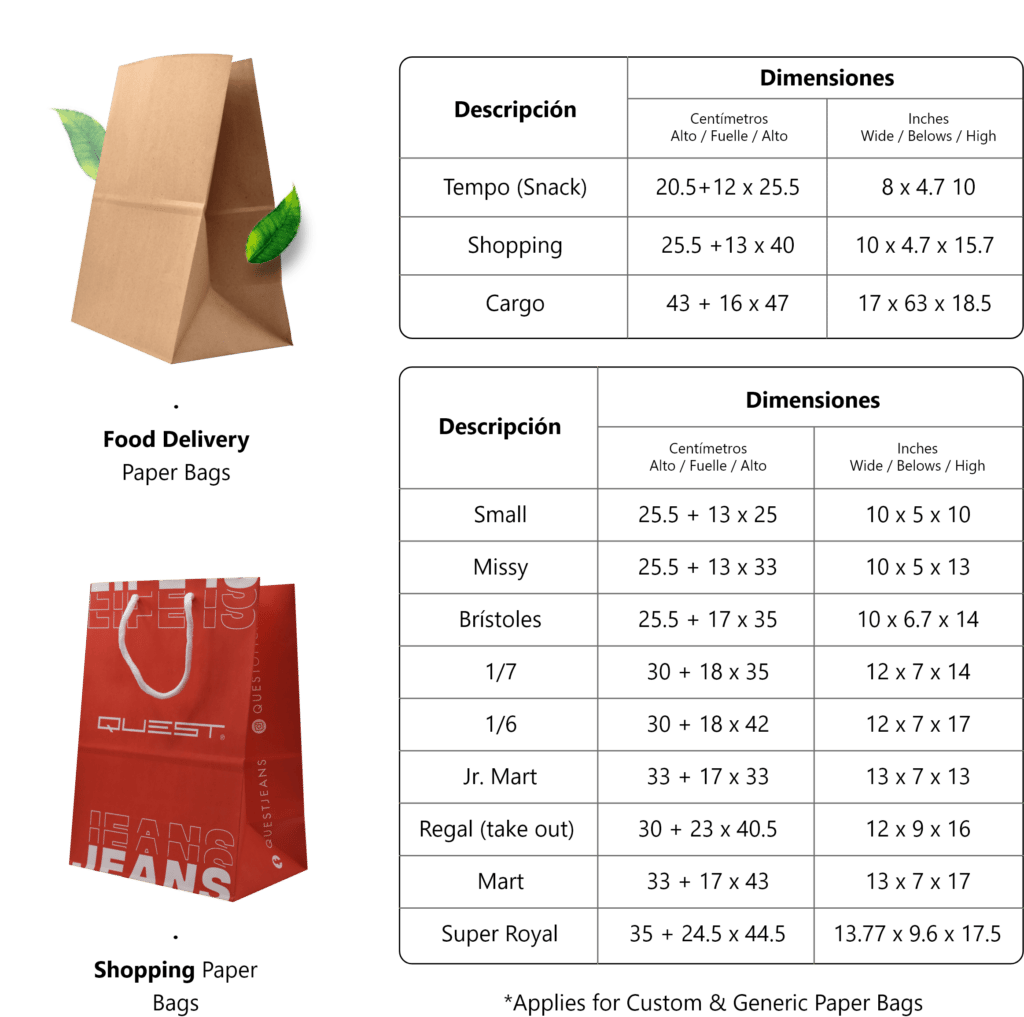 Descripción
Dimensiones
Centímetros
Alto / Fuelle / Alto
Inches
Wide / Belows / High
Tempo (Snack) 20.5+12 x 25.5 8 x 4.7 10
Shopping 25.5 +13 x 40 10 x 4.7 x 15.7
Cargo 43 + 16 x 47 17 x 63 x 18.5
Food Delivery
Paper Bags
Descripción
Dimensiones
Centímetros
Alto / Fuelle / Alto
Inches
Wide / Belows / High
Small 25.5 + 13 x 25 10 x 5 x 10
Missy 25.5 + 13 x 33 10 x 5 x 13
Brístoles 25.5 + 17 x 35 10 x 6.7 x 14
1/7 30 + 18 x 35 12 x 7 x 14
1/6 30 + 18 x 42 12 x 7 x 17
Jr. Mart 33 + 17 x 33 13 x 7 x 13
Regal (take out) 30 + 23 x 40.5 12 x 9 x 16
Mart 33 + 17 x 43 13 x 7 x 17
Super Royal 35 + 24.5 x 44.5 13.77 x 9.6 x 17.5
*Applies for Custom & Generic Paper Bags
LIFE IS
LIFE IS
QUEST®
JEANS
JEANS
JEANS
QUESTJEANS
Shopping Paper
Bags